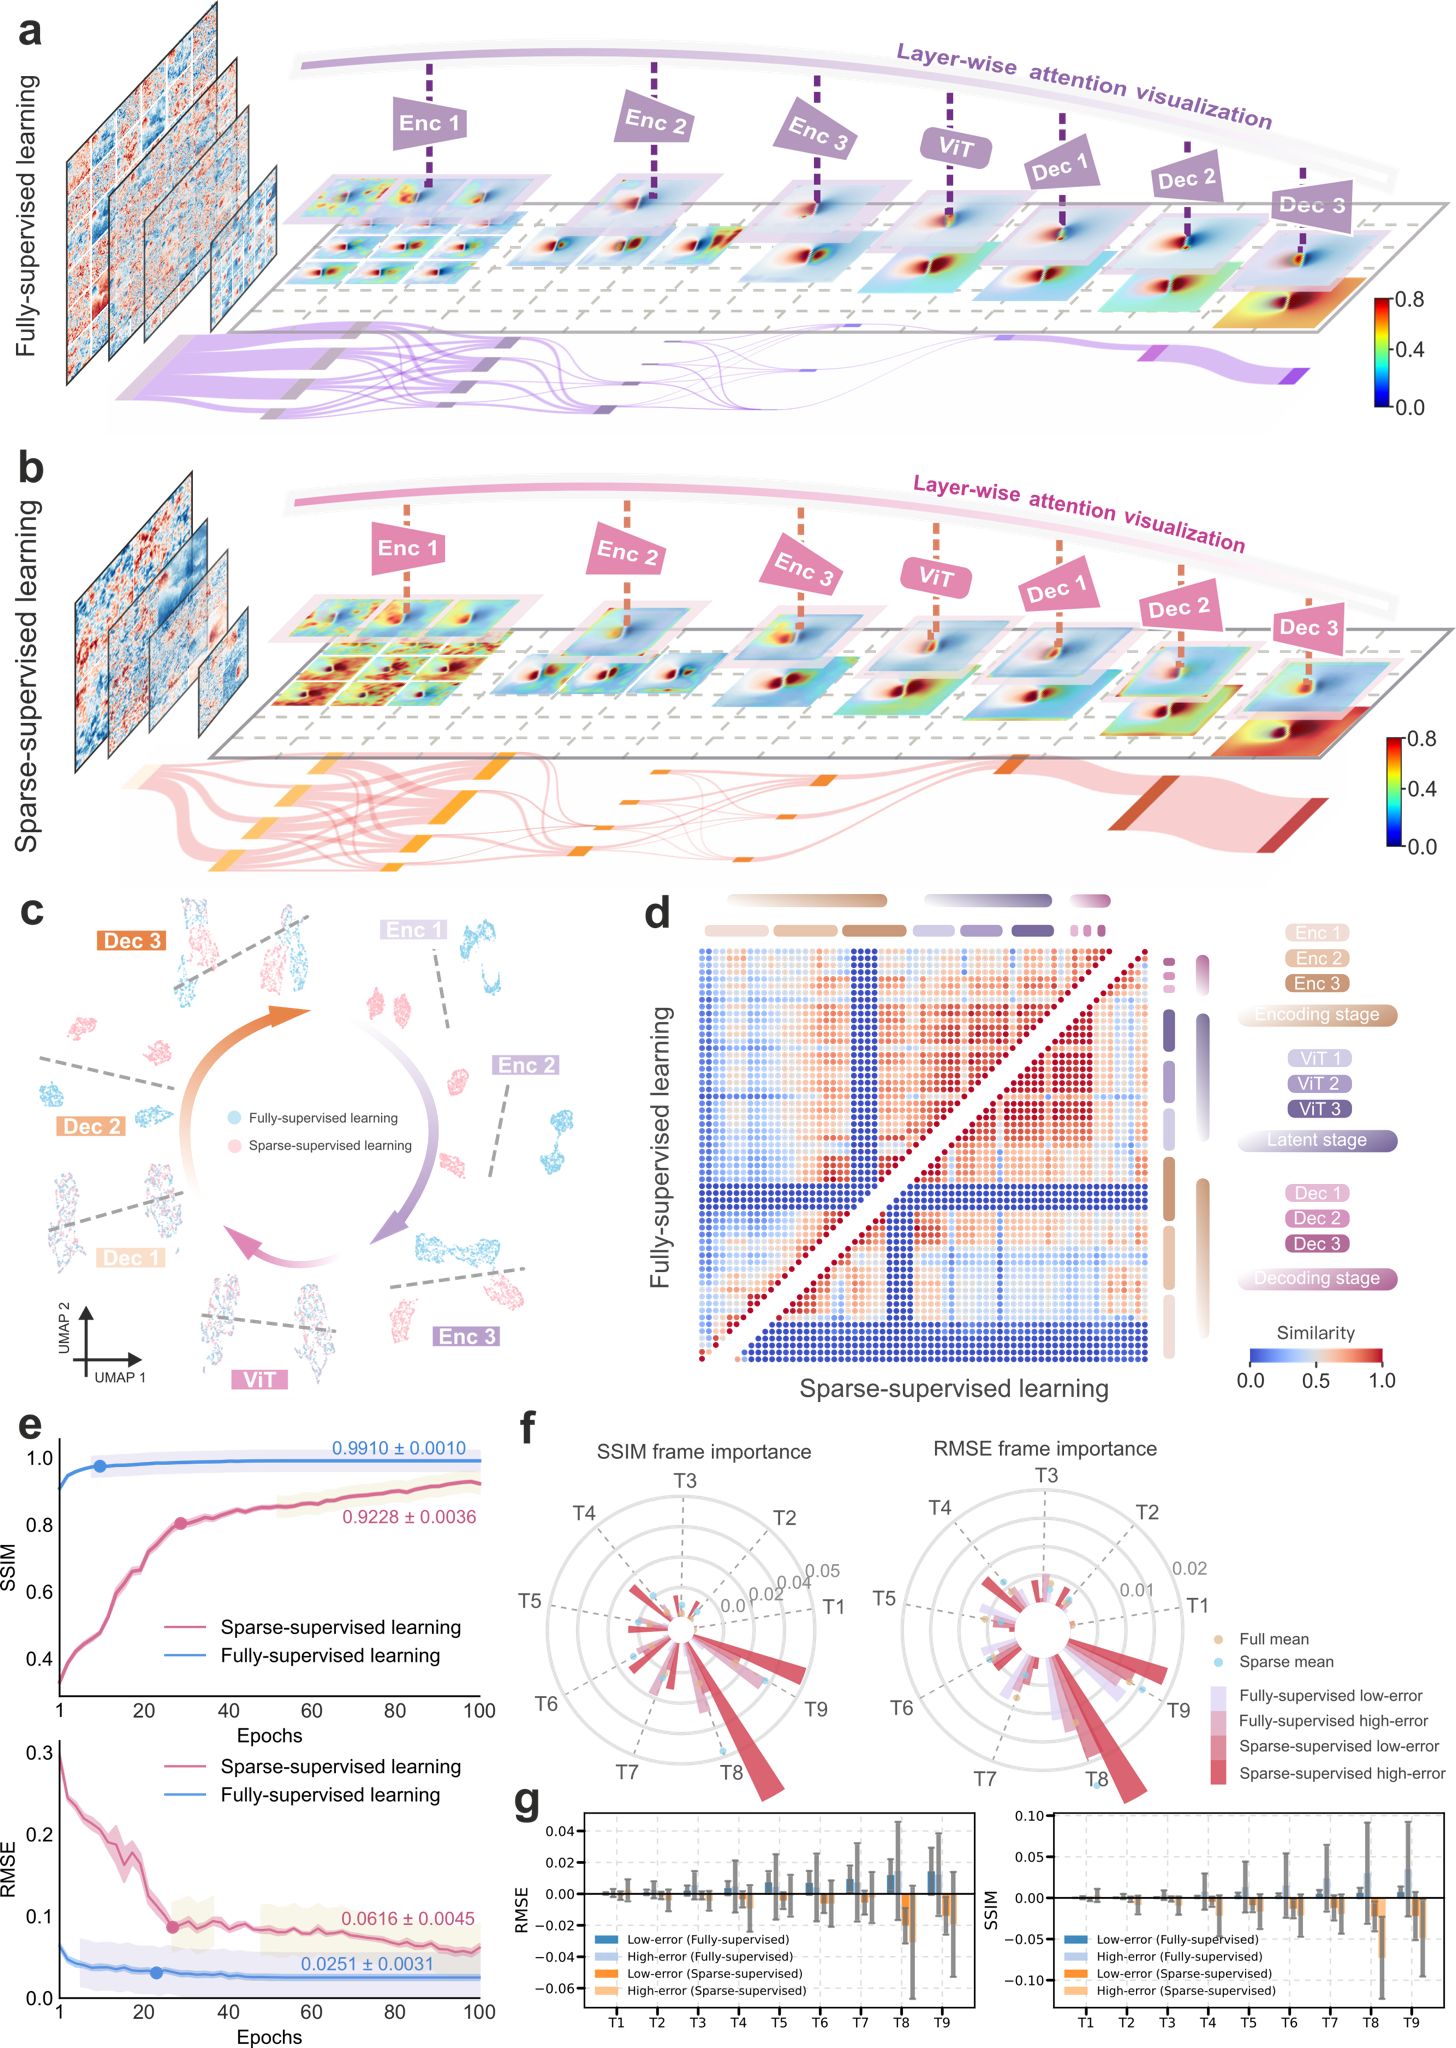 a
Fully-supervised learning
Layer-wise attention visualization
Enc 1
Enc 2
Enc 3
ViT
Dec 1
Dec 2
Dec 3
0.8
0.4
0.0
b
Sparse-supervised learning
Layer-wise attention visualization
Enc 1
Enc 2
Enc 3
ViT
Dec 1
Dec 2
Dec 3
0.8
0.4
0.0
c
Dec 3
Enc 1
Enc 2
Dec 2
Fully-supervised learning
Sparse-supervised learning
Dec 1
Enc 3
ViT
UMAP 2
UMAP 1
d
Fully-supervised learning
Sparse-supervised learning
Enc 1
Enc 2
Enc 3
Encoding stage
ViT 1
ViT 2
ViT 3
Latent stage
Dec 1
Dec 2
Dec 3
Decoding stage
Similarity
0.0 0.5 1.0
e
SSIM
1.0
0.8
0.6
0.4
0.9910 ± 0.0010
0.9228 ± 0.0036
Sparse-supervised learning
Fully-supervised learning
1 20 40 60 80 100
Epochs
RMSE
0.3
0.2
0.1
0.0
Sparse-supervised learning
Fully-supervised learning
0.0616 ± 0.0045
0.0251 ± 0.0031
1 20 40 60 80 100
Epochs
f
SSIM frame importance
T3
T2
T4
T5
T1
T6
T9
T7
T8
0.0
0.02
0.04
0.05
RMSE frame importance
T3
T2
T4
T5
T1
T6
T9
T7
T8
0.01
0.02
Full mean
Sparse mean
Fully-supervised low-error
Fully-supervised high-error
Sparse-supervised low-error
Sparse-supervised high-error
g
RMSE
0.04
0.02
0.00
−0.02
−0.04
−0.06
Low-error (Fully-supervised)
High-error (Fully-supervised)
Low-error (Sparse-supervised)
High-error (Sparse-supervised)
T1 T2 T3 T4 T5 T6 T7 T8 T9
SSIM
0.10
0.05
0.00
−0.05
−0.10
Low-error (Fully-supervised)
High-error (Fully-supervised)
Low-error (Sparse-supervised)
High-error (Sparse-supervised)
T1 T2 T3 T4 T5 T6 T7 T8 T9